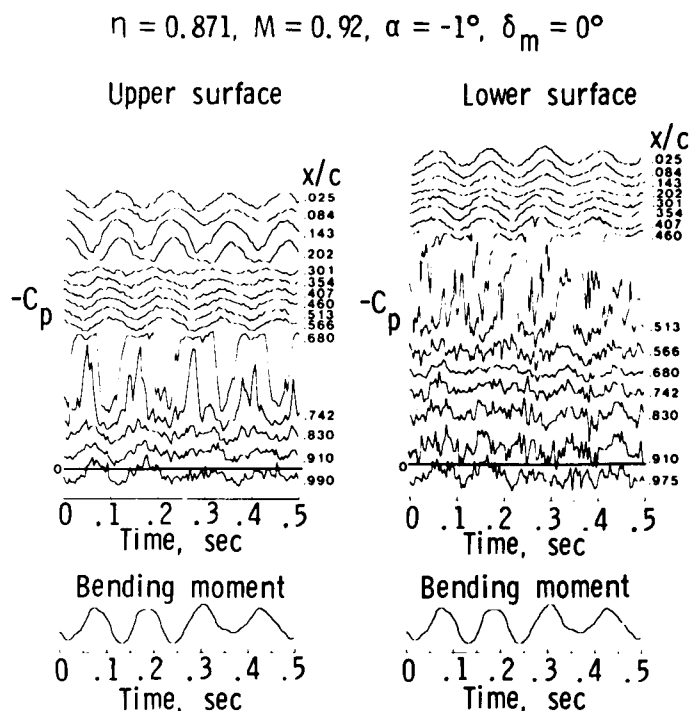 η = 0.871, M = 0.92, α = -1°, δm = 0°
Upper surface
x/c
.025
.084
.143
.202
.301
.354
.407
.460
.513
.566
.680
.742
.830
.910
.990
-Cp
0
0 .1 .2 .3 .4 .5
Time, sec
Bending moment
0 .1 .2 .3 .4 .5
Time, sec
Lower surface
x/c
.025
.084
.143
.202
.301
.354
.407
.460
.513
.566
.680
.742
.830
.910
.975
-Cp
0
0 .1 .2 .3 .4 .5
Time, sec
Bending moment
0 .1 .2 .3 .4 .5
Time, sec